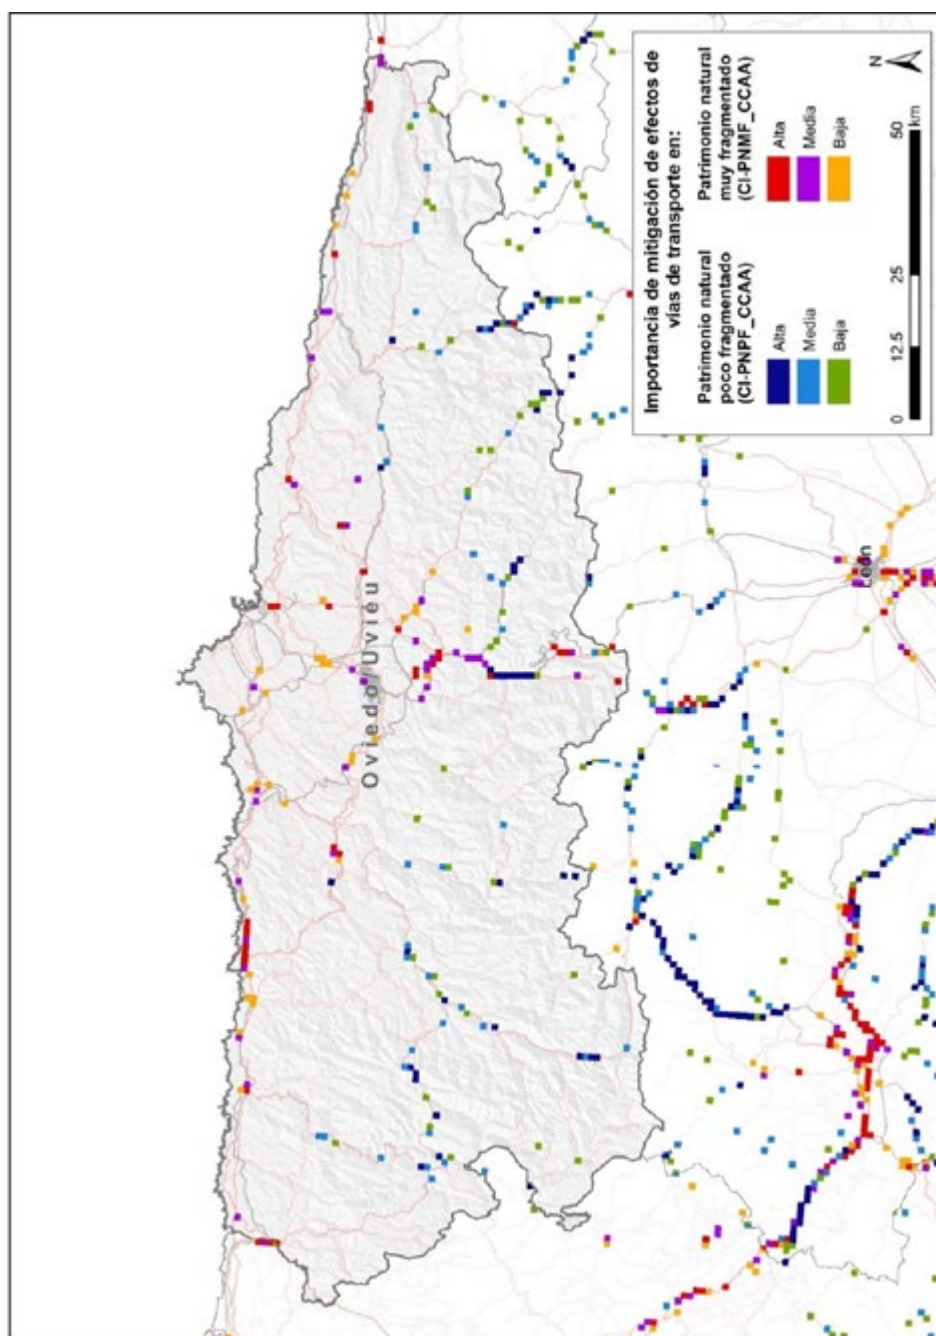 Oviedo/Uviéu
León
Importancia de mitigación de efectos de
vías de transporte en:
Patrimonio natural
poco fragmentado
(CI-PNPF_CCAA)
Alta
Media
Baja
Patrimonio natural
muy fragmentado
(CI-PNMF_CCAA)
Alta
Media
Baja
0 12.5 25 50
km
N